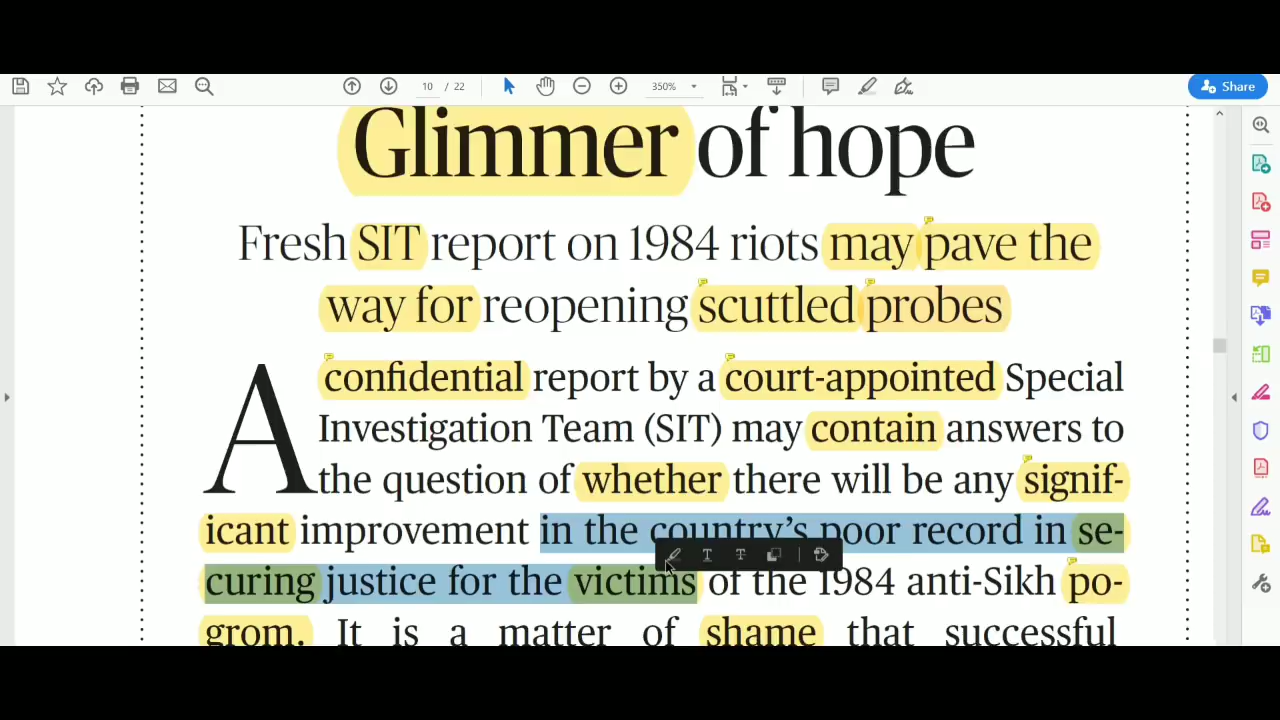 10 / 22
350%
Share
Glimmer of hope
Fresh SIT report on 1984 riots may pave the
way for reopening scuttled probes
A confidential report by a court-appointed Special
Investigation Team (SIT) may contain answers to
the question of whether there will be any signif-
icant improvement in the country's poor record in se-
curing justice for the victims of the 1984 anti-Sikh po-
grom. It is a matter of shame that successful